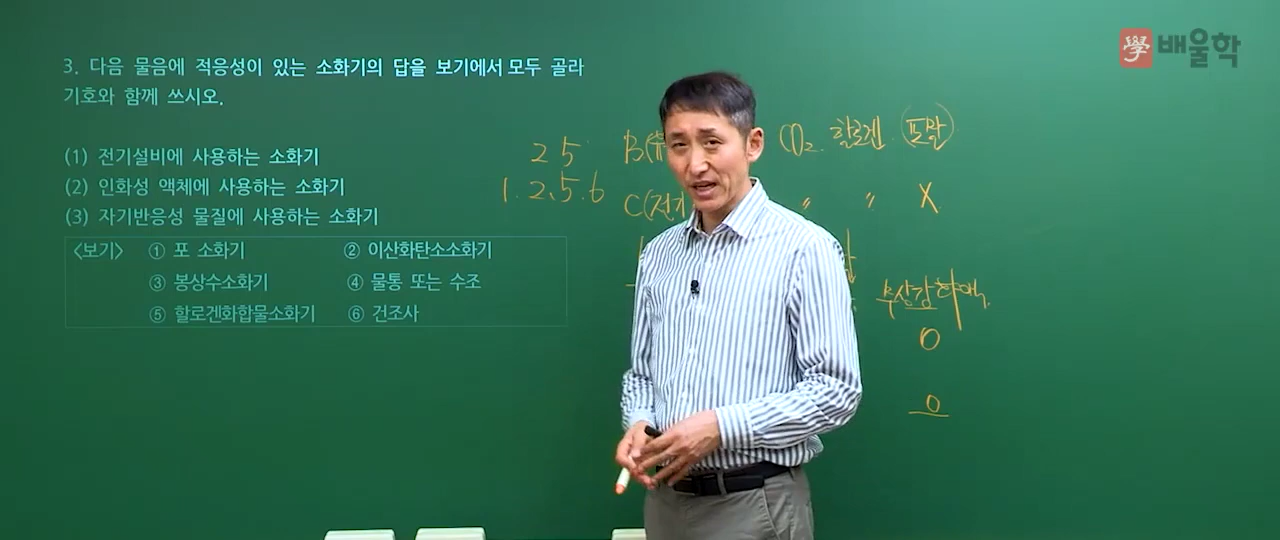 學 배울학
3. 다음 물음에 적응성이 있는 소화기의 답을 보기에서 모두 골라
기호와 함께 쓰시오.
(1) 전기설비에 사용하는 소화기
(2) 인화성 액체에 사용하는 소화기
(3) 자기반응성 물질에 사용하는 소화기
<보기> ① 포 소화기 ② 이산화탄소소화기
③ 봉상수소화기 ④ 물통 또는 수조
⑤ 할로겐화합물소화기 ⑥ 건조사
2 5 B( CO₂. 할로겐. (포말)
1. 2. 5. 6 C(전기 〃 〃 X.
0
0